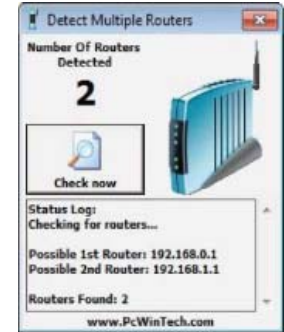 Detect Multiple Routers
Number Of Routers
Detected
2
Check now
Status Log:
Checking for routers...
Possible 1st Router: 192.168.0.1
Possible 2nd Router: 192.168.1.1
Routers Found: 2
www.PcWinTech.com